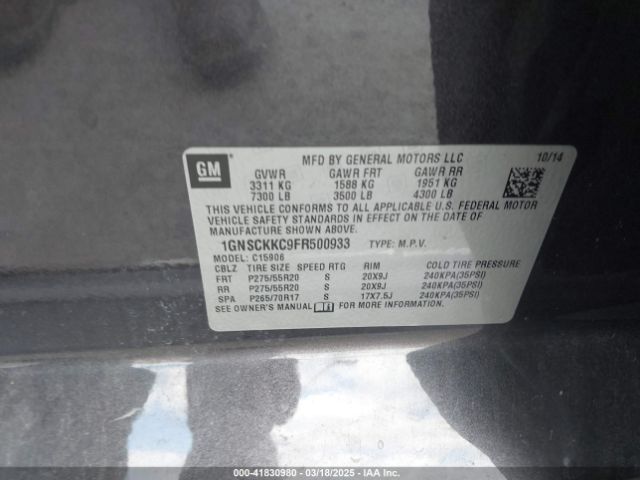 GM
MFD BY GENERAL MOTORS LLC 10/14
GVWR GAWR FRT GAWR RR
3311 KG 1588 KG 1951 KG
7300 LB 3500 LB 4300 LB
THIS VEHICLE CONFORMS TO ALL APPLICABLE U.S. FEDERAL MOTOR
VEHICLE SAFETY STANDARDS IN EFFECT ON THE DATE OF
MANUFACTURE SHOWN ABOVE.
1GNSCKKC9FR500933 TYPE: M.P.V.
MODEL: C15906
CBLZ TIRE SIZE SPEED RTG RIM COLD TIRE PRESSURE
FRT P275/55R20 S 20X9J 240KPA(35PSI)
RR P275/55R20 S 20X9J 240KPA(35PSI)
SPA P265/70R17 S 17X7.5J 240KPA(35PSI)
SEE OWNER'S MANUAL FOR MORE INFORMATION.
000-41830980 — 03/18/2025 — IAA Inc.